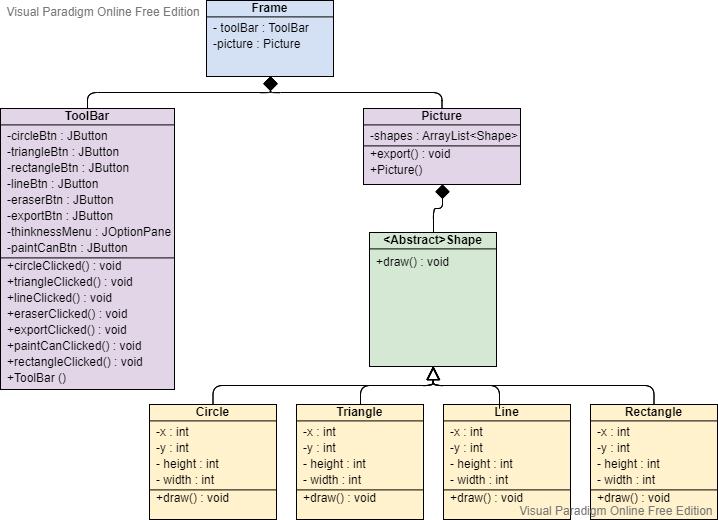 Visual Paradigm Online Free Edition
Frame
- toolBar : ToolBar
-picture : Picture
ToolBar
-circleBtn : JButton
-triangleBtn : JButton
-rectangleBtn : JButton
-lineBtn : JButton
-eraserBtn : JButton
-exportBtn : JButton
-thinknessMenu : JOptionPane
-paintCanBtn : JButton
+circleClicked() : void
+triangleClicked() : void
+lineClicked() : void
+eraserClicked() : void
+exportClicked() : void
+paintCanClicked() : void
+rectangleClicked() : void
+ToolBar ()
Picture
-shapes : ArrayList<Shape>
+export() : void
+Picture()
<Abstract>Shape
+draw() : void
Circle
-x : int
-y : int
- height : int
- width : int
+draw() : void
Triangle
-x : int
-y : int
- height : int
- width : int
+draw() : void
Line
-x : int
-y : int
- height : int
- width : int
+draw() : void
Rectangle
-x : int
-y : int
- height : int
- width : int
+draw() : void
Visual Paradigm Online Free Edition